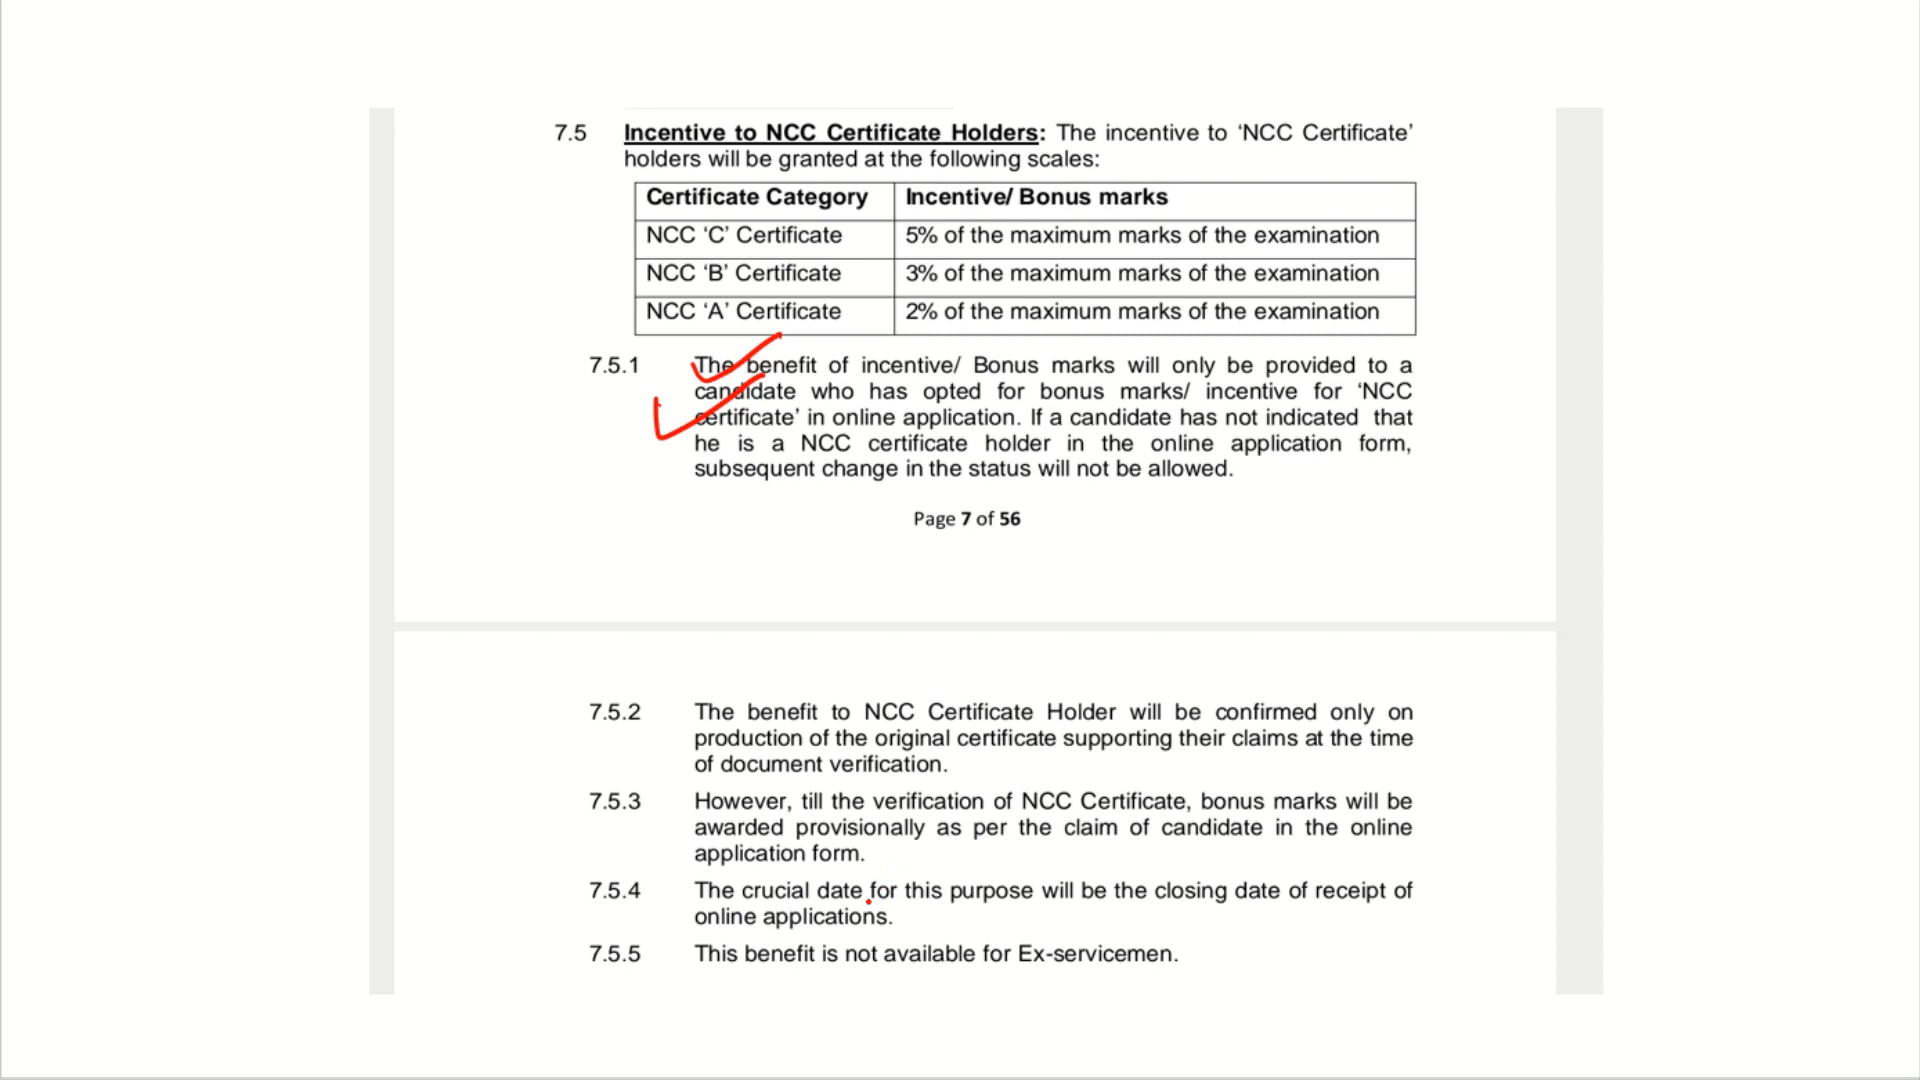 7.5 Incentive to NCC Certificate Holders: The incentive to ‘NCC Certificate’
holders will be granted at the following scales:
Certificate Category Incentive/ Bonus marks
NCC ‘C’ Certificate 5% of the maximum marks of the examination
NCC ‘B’ Certificate 3% of the maximum marks of the examination
NCC ‘A’ Certificate 2% of the maximum marks of the examination
7.5.1 The benefit of incentive/ Bonus marks will only be provided to a
candidate who has opted for bonus marks/ incentive for ‘NCC
certificate’ in online application. If a candidate has not indicated that
he is a NCC certificate holder in the online application form,
subsequent change in the status will not be allowed.
Page 7 of 56
7.5.2 The benefit to NCC Certificate Holder will be confirmed only on
production of the original certificate supporting their claims at the time
of document verification.
7.5.3 However, till the verification of NCC Certificate, bonus marks will be
awarded provisionally as per the claim of candidate in the online
application form.
7.5.4 The crucial date for this purpose will be the closing date of receipt of
online applications.
7.5.5 This benefit is not available for Ex-servicemen.